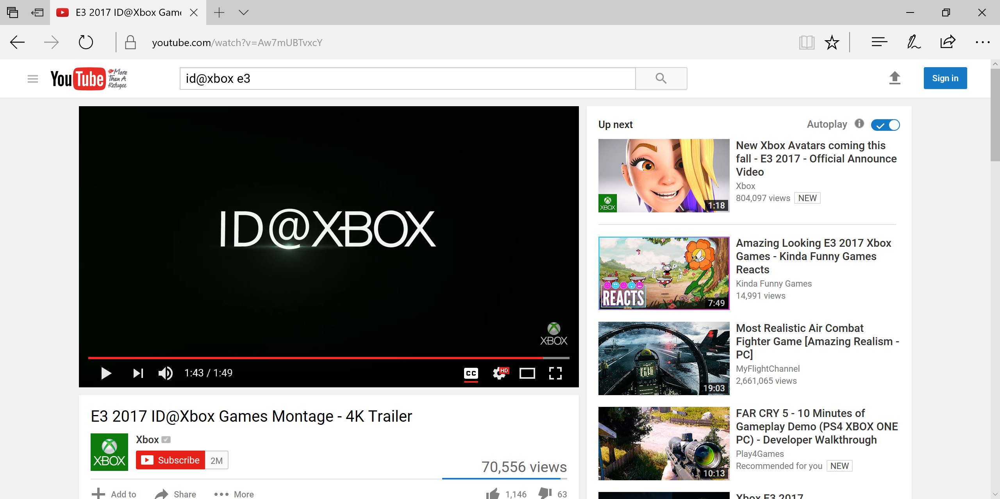 E3 2017 ID@Xbox Game
youtube.com/watch?v=Aw7mUBTvxcY
YouTube
#More
Than A
Refugee
id@xbox e3
Sign in
ID@XBOX
XBOX
1:43 / 1:49
CC
HD
E3 2017 ID@Xbox Games Montage - 4K Trailer
XBOX
Xbox
Subscribe 2M
70,556 views
Add to Share More
1,146 63
Up next Autoplay
XBOX
1:18
New Xbox Avatars coming this
fall - E3 2017 - Official Announce
Video
Xbox
804,097 views NEW
REACTS
7:49
Amazing Looking E3 2017 Xbox
Games - Kinda Funny Games
Reacts
Kinda Funny Games
14,991 views
19:03
Most Realistic Air Combat
Fighter Game [Amazing Realism -
PC]
MyFlightChannel
2,661,065 views
10:13
FAR CRY 5 - 10 Minutes of
Gameplay Demo (PS4 XBOX ONE
PC) - Developer Walkthrough
Play4Games
Recommended for you NEW
Xbox E3 2017